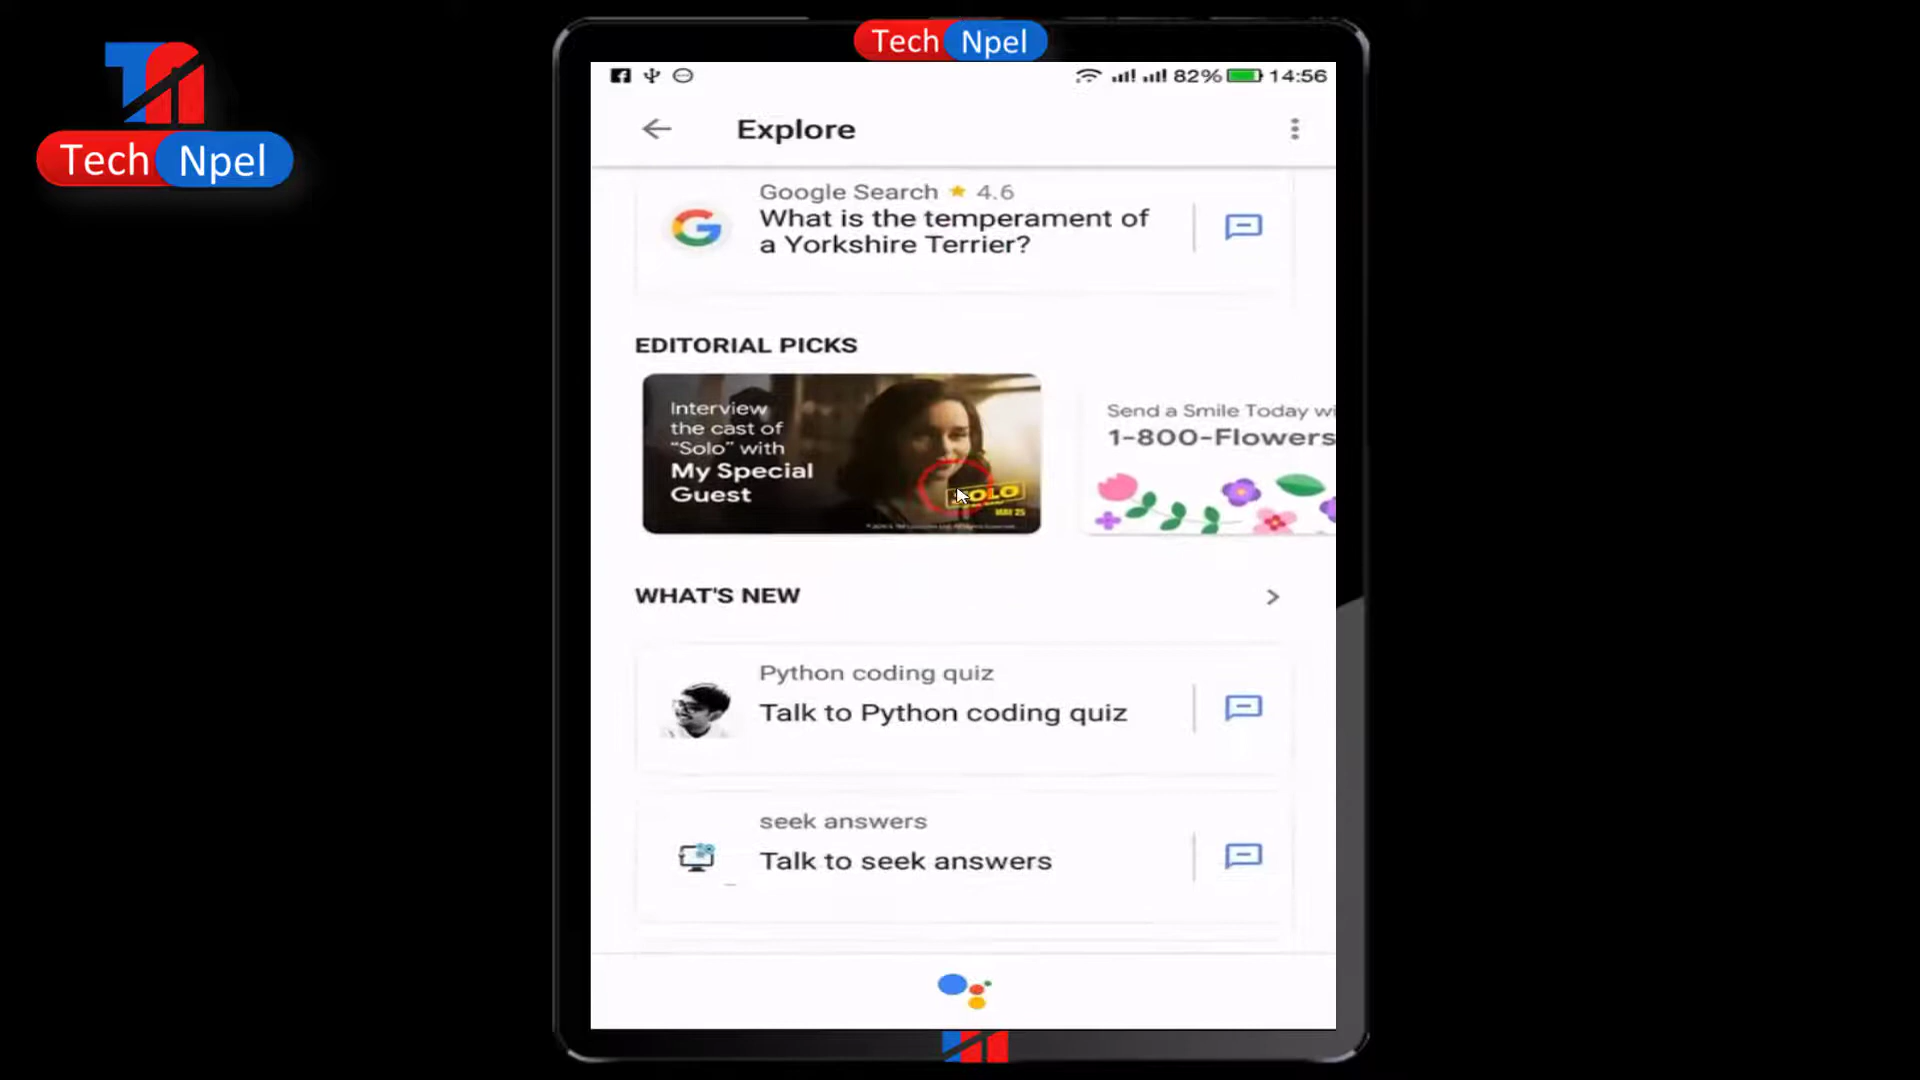 Tech Npel
Tech Npel
82% 14:56
Explore
Google Search ★ 4.6
What is the temperament of
a Yorkshire Terrier?
EDITORIAL PICKS
Interview
the cast of
"Solo" with
My Special
Guest
SOLO
MAY 25
Send a Smile Today wi
1-800-Flowers
WHAT'S NEW
Python coding quiz
Talk to Python coding quiz
seek answers
Talk to seek answers